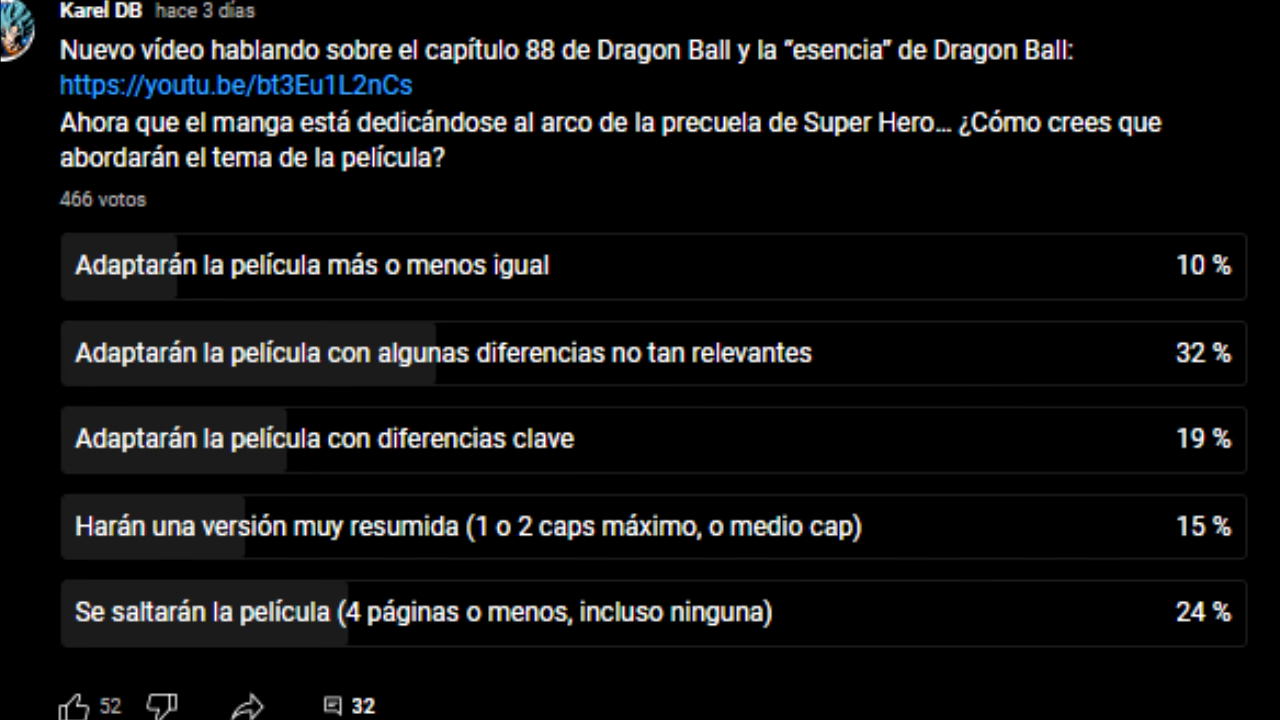 Karel DB hace 3 días
Nuevo vídeo hablando sobre el capítulo 88 de Dragon Ball y la "esencia" de Dragon Ball:
https://youtu.be/bt3Eu1L2nCs
Ahora que el manga está dedicándose al arco de la precuela de Super Hero... ¿Cómo crees que
abordarán el tema de la película?
466 votos
Adaptarán la película más o menos igual 10 %
Adaptarán la película con algunas diferencias no tan relevantes 32 %
Adaptarán la película con diferencias clave 19 %
Harán una versión muy resumida (1 o 2 caps máximo, o medio cap) 15 %
Se saltarán la película (4 páginas o menos, incluso ninguna) 24 %
52 32